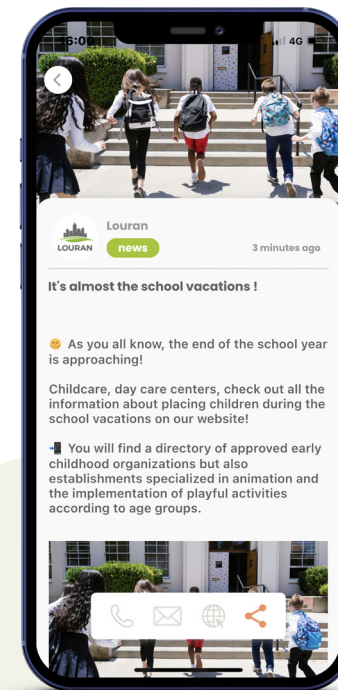 6:00
4G
Louran
LOURAN
news
3 minutes ago
It's almost the school vacations !
🙂 As you all know, the end of the school year
is approaching!
Childcare, day care centers, check out all the
information about placing children during the
school vacations on our website!
📲 You will find a directory of approved early
childhood organizations but also
establishments specialized in animation and
the implementation of playful activities
according to age groups.